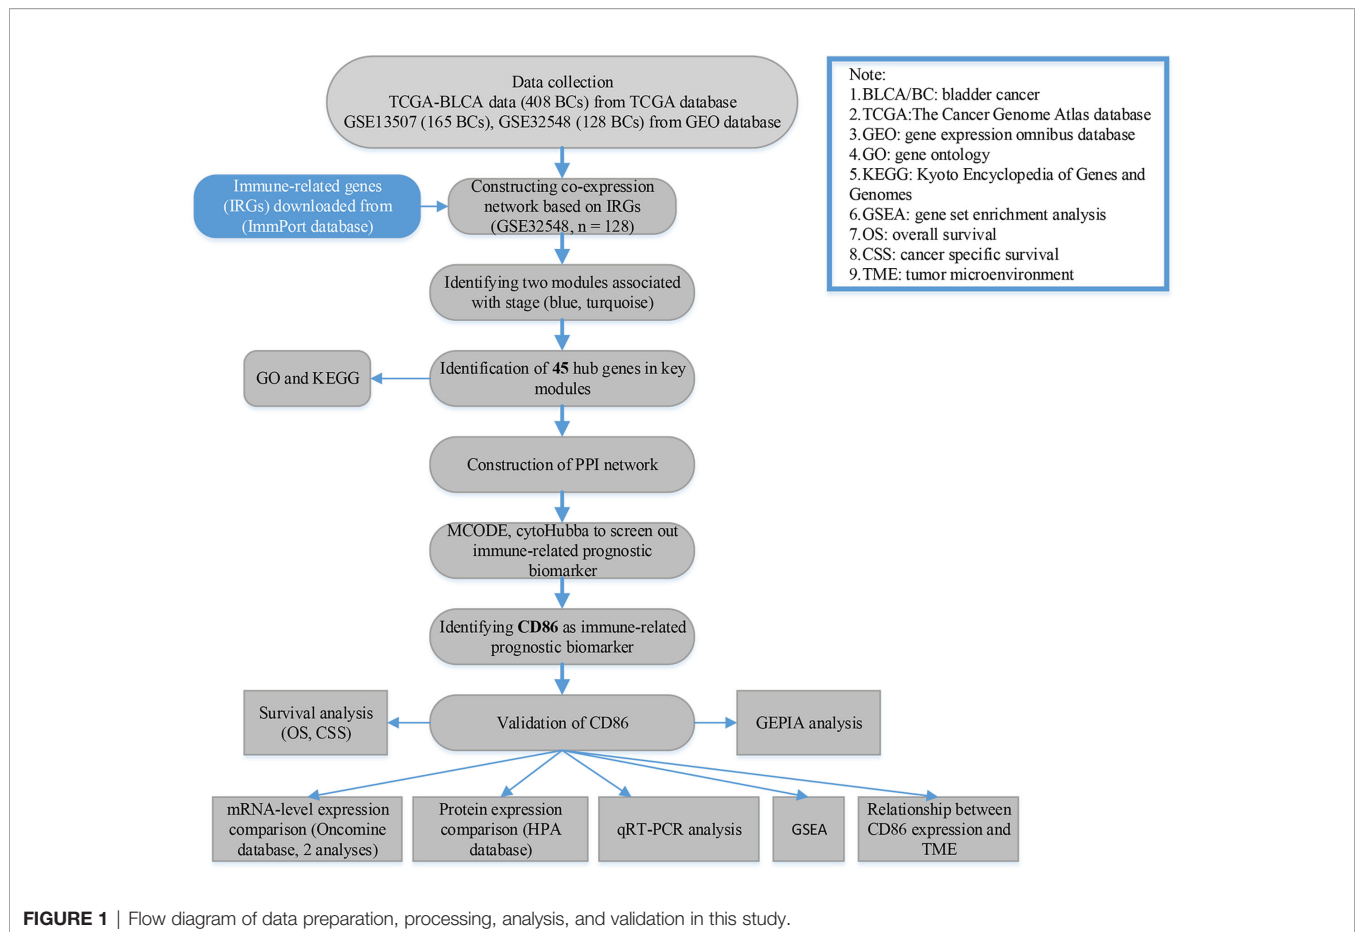 Data collection
TCGA-BLCA data (408 BCs) from TCGA database
GSE13507 (165 BCs), GSE32548 (128 BCs) from GEO database
Note:
1.BLCA/BC: bladder cancer
2.TCGA:The Cancer Genome Atlas database
3.GEO: gene expression omnibus database
4.GO: gene ontology
5.KEGG: Kyoto Encyclopedia of Genes and
Genomes
6.GSEA: gene set enrichment analysis
7.OS: overall survival
8.CSS: cancer specific survival
9.TME: tumor microenvironment
Immune-related genes
(IRGs) downloaded from
(ImmPort database)
Constructing co-expression
network based on IRGs
(GSE32548, n = 128)
Identifying two modules associated
with stage (blue, turquoise)
GO and KEGG
Identification of 45 hub genes in key
modules
Construction of PPI network
MCODE, cytoHubba to screen out
immune-related prognostic
biomarker
Identifying CD86 as immune-related
prognostic biomarker
Survival analysis
(OS, CSS)
Validation of CD86
GEPIA analysis
mRNA-level expression
comparison (Oncomine
database, 2 analyses)
Protein expression
comparison (HPA
database)
qRT-PCR analysis
GSEA
Relationship between
CD86 expression and
TME
FIGURE 1 | Flow diagram of data preparation, processing, analysis, and validation in this study.